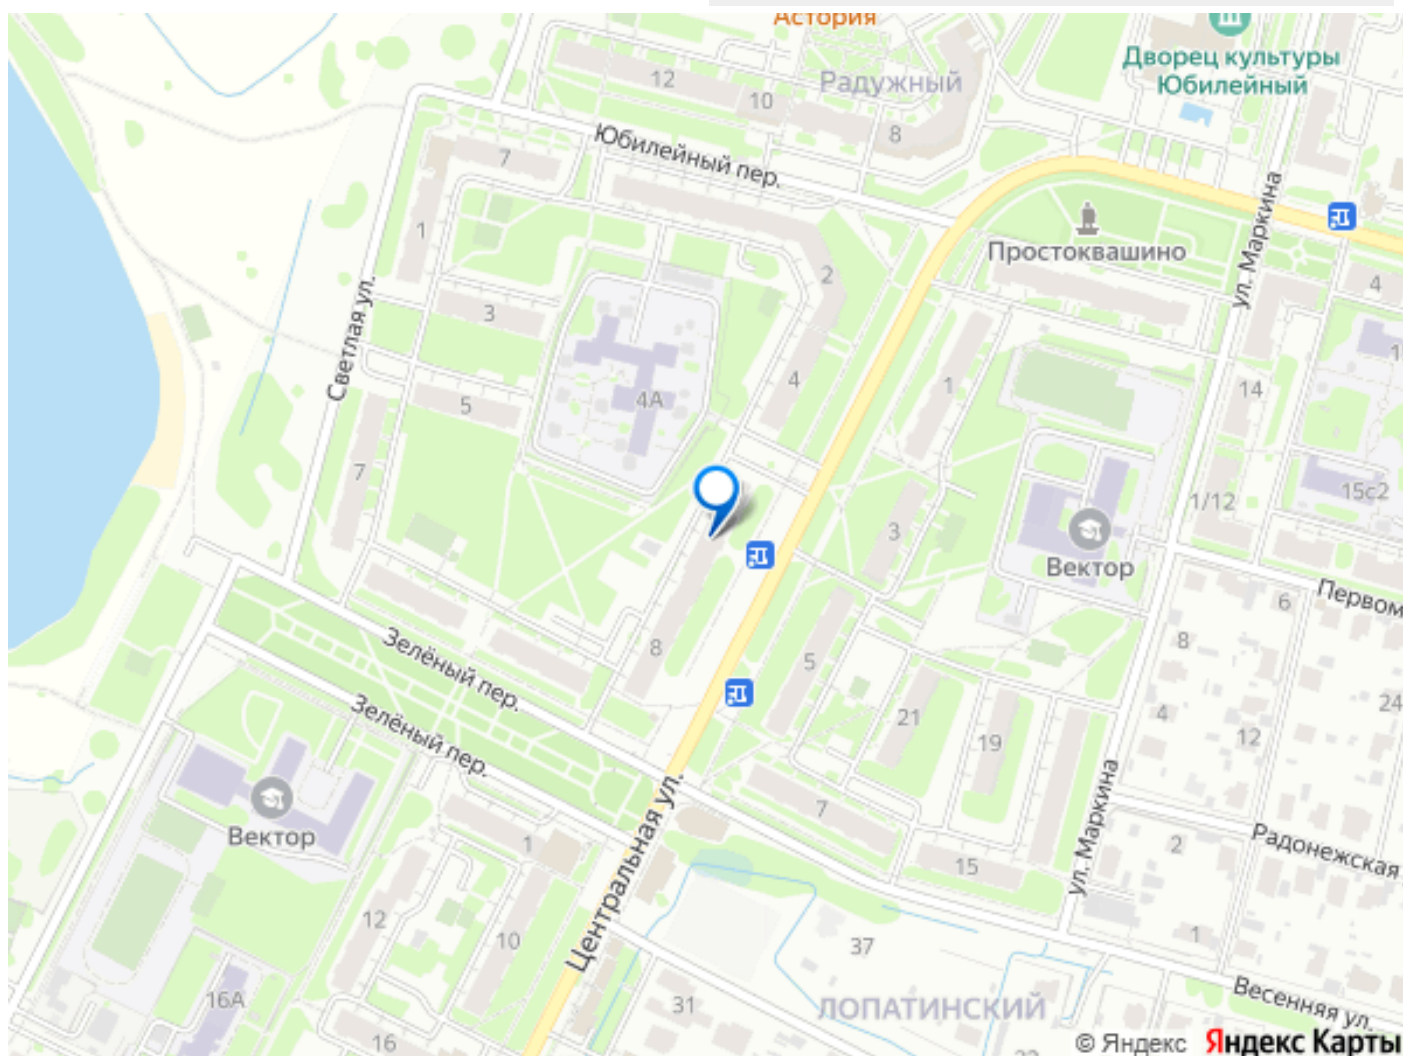 Астория
Дворец культуры
Юбилейный
12
Радужный
10
8
Юбилейный пер.
7
ул. Маркина
1
2
Простоквашино
4
3
Светлая ул.
4
1
14
5
4А
7
1/12
15с2
3
Вектор
Первом
6
8
8
5
Зелёный пер.
4
24
21
19
12
Зелёный пер.
7
Вектор
1
Центральная ул.
ул. Маркина
2
Радонежская
15
12
10
37
1
16А
31
ЛОПАТИНСКИЙ
Весенняя ул.
16
© Яндекс Яндекс Карты